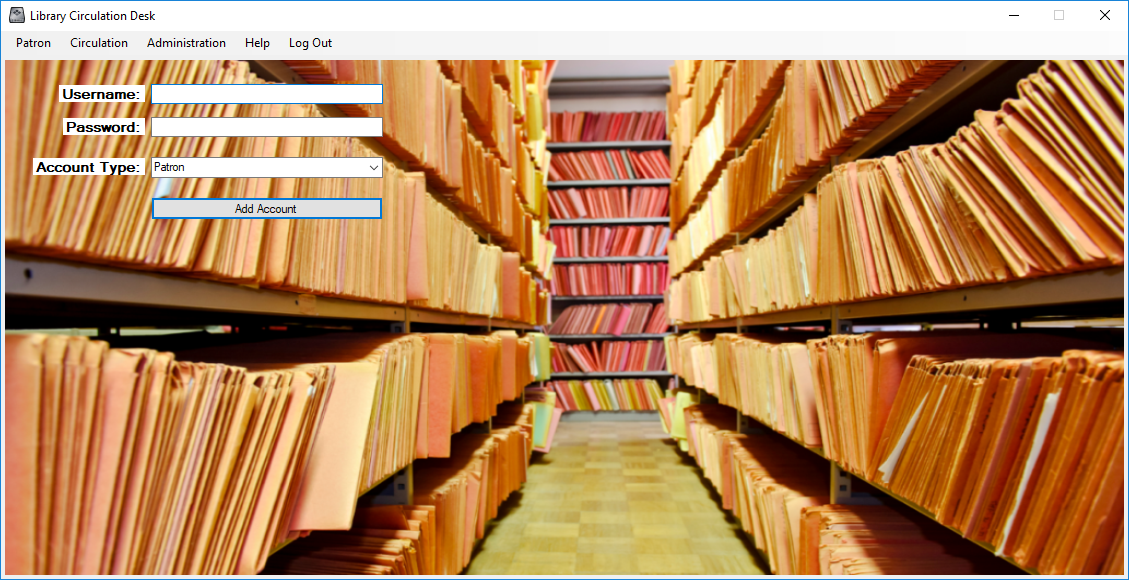 Library Circulation Desk
Patron Circulation Administration Help Log Out
Username:
Password:
Account Type: Patron
Add Account